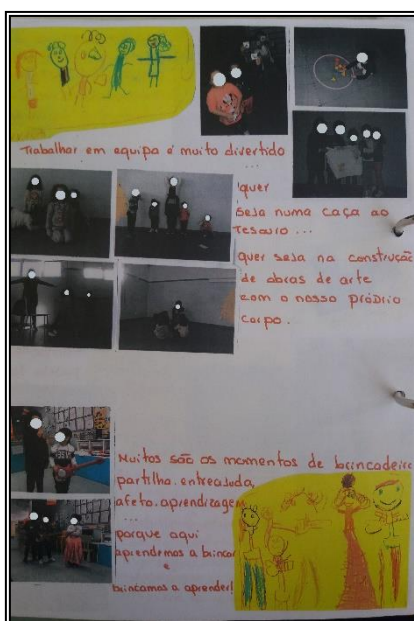 Trabalhar em equipa é muito divertido
...
quer
seja numa caça ao
Tesouro ...
quer seja na construção
de obras de arte
com o nosso próprio
corpo.
Muitos são os momentos de brincadeira
partilha, entreajuda,
afeto, aprendizagem
...
porque aqui
aprendemos a brincar
e
brincamos a aprender!